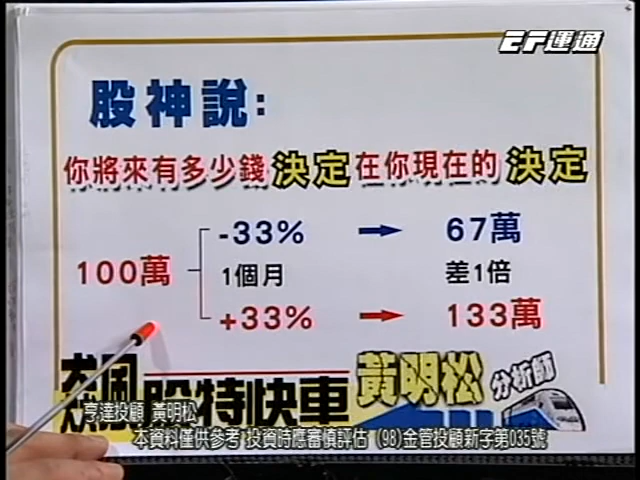 EF運通
股神說:
你將來有多少錢決定在你現在的決定
-33% 67萬
100萬 1個月 差1倍
+33% 133萬
飆風股特快車 黃明松分析師
亨達投顧 黃明松
本資料僅供參考 投資時應審慎評估 (98)金管投顧新字第035號